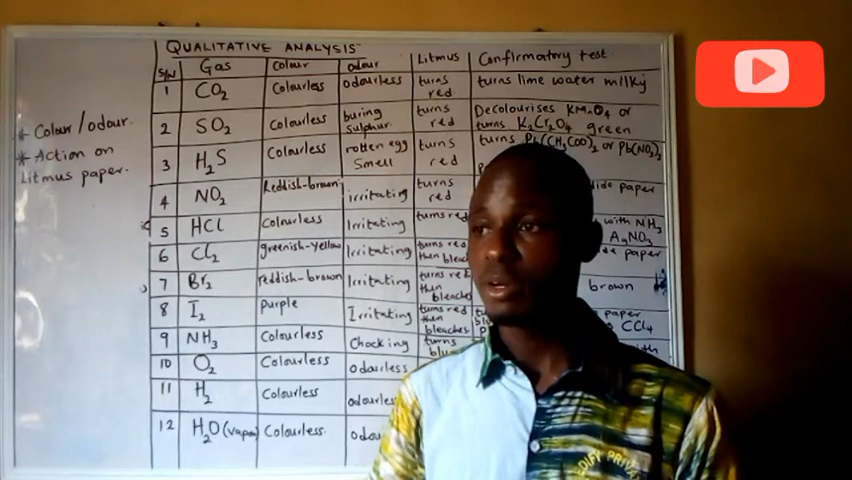 QUALITATIVE ANALYSIS
S/N Gas Colour odour Litmus Confirmatory test
1 CO2 Colourless odourless turns red turns lime water milky
2 SO2 Colourless buring sulphur turns red Decolourises KMnO4 or turns K2Cr2O4 green
3 H2S Colourless rotten egg smell turns red turns Pb(CH3COO)2 or Pb(NO3)2
4 NO2 Reddish-brown irritating turns red paper
5 HCl Colourless Irritating turns red with NH3 AgNO3
6 Cl2 greenish-yellow Irritating turns red then bleach paper
7 Br2 reddish-brown Irritating turns red then bleaches brown
8 I2 purple Irritating turns red then bleaches paper CCl4
9 NH3 Colourless Chocking turns with
10 O2 Colourless odourless
11 H2 Colourless
12 H2O (vapor) Colourless
* Colour/odour.
* Action on
Litmus paper.